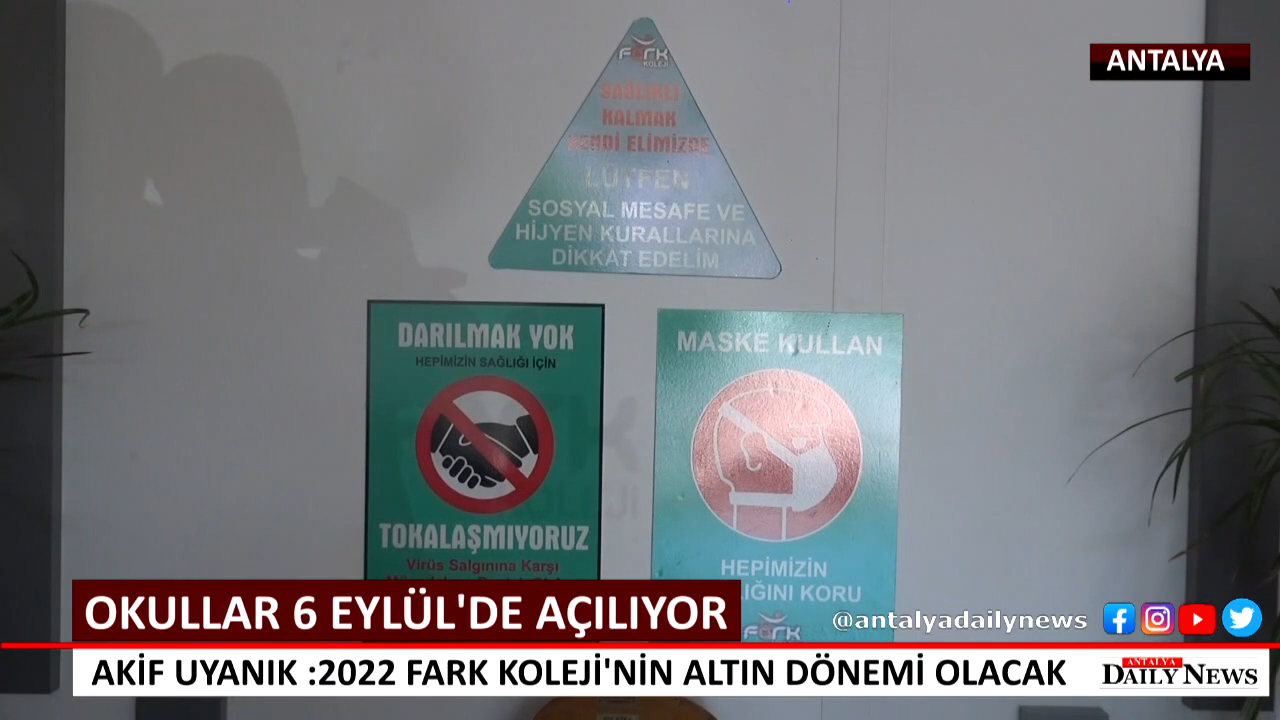 ANTALYA
FARK
KOLEJİ
SAĞLIKLI
KALMAK
KENDİ ELİMİZDE
LÜTFEN
SOSYAL MESAFE VE
HİJYEN KURALLARINA
DİKKAT EDELİM
DARILMAK YOK
HEPİMİZİN SAĞLIĞI İÇİN
TOKALAŞMIYORUZ
Virüs Salgınına Karşı
MASKE KULLAN
HEPİMİZİN
KORU
FARK
OKULLAR 6 EYLÜL'DE AÇILIYOR
@antalyadailynews
AKİF UYANIK :2022 FARK KOLEJİ'NİN ALTIN DÖNEMİ OLACAK
ANTALYA
DAILY NEWS